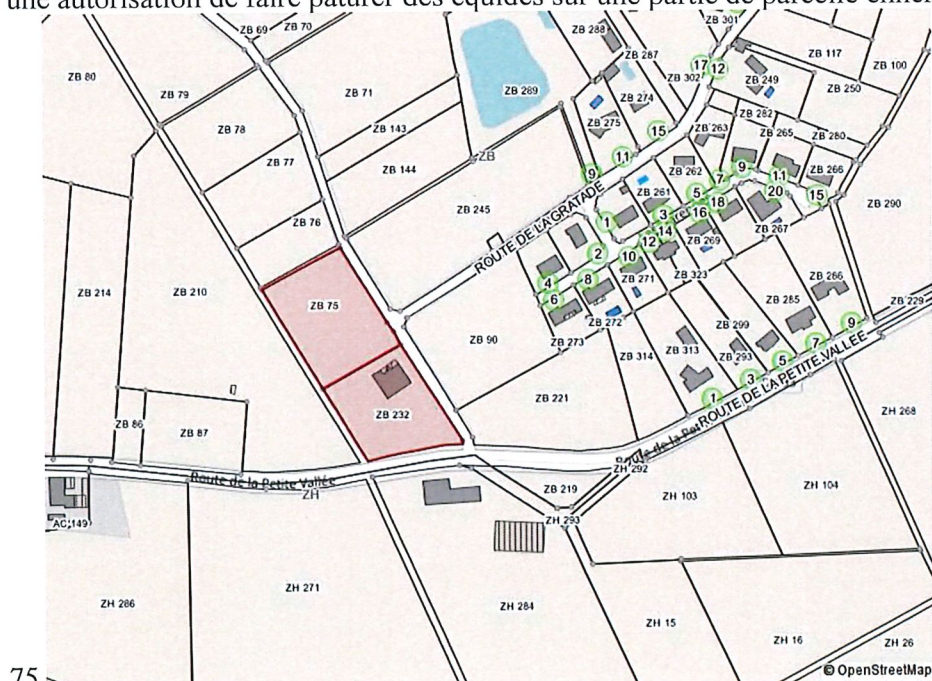 une autorisation de faire paturer des équidés sur une partie de parcelle
ZB 69
ZB 70
ZB 288
ZB 301
ZB 80
ZB 287
17
12
ZB 117
ZB 302
ZB 100
ZB 79
ZB 71
ZB 289
ZB 274
ZB 249
ZB 250
ZB 78
ZB 143
ZB 275
15
ZB 282
ZB 263
ZB 265
ZB 280
ZB 77
ZB
11
ZB 144
9
ZB 262
9
11
ZB 266
ZB 261
5
7
20
15
ZB 76
ZB 245
ROUTE DE LA GRATADE
1
3
16
18
ZB 290
14
ZB 267
12
ZB 269
2
10
ZB 214
ZB 210
ZB 75
4
8
ZB 271
ZB 323
ZB 266
6
ZB 285
ZB 229
ZB 272
ZB 299
9
ZB 90
ZB 273
ZB 314
ZB 313
ZB 293
7
5
3
ROUTE DE LA PETITE VALLEE
1
ZB 86
ZB 87
ZB 232
ZB 221
ZH 268
Route de la Pet
ZH 292
Route de la Petite Vallée
ZH
ZB 219
ZH 103
ZH 104
AC 149
ZH 293
ZH 286
ZH 271
ZH 284
ZH 15
ZH 16
ZH 26
75
© OpenStreetMap